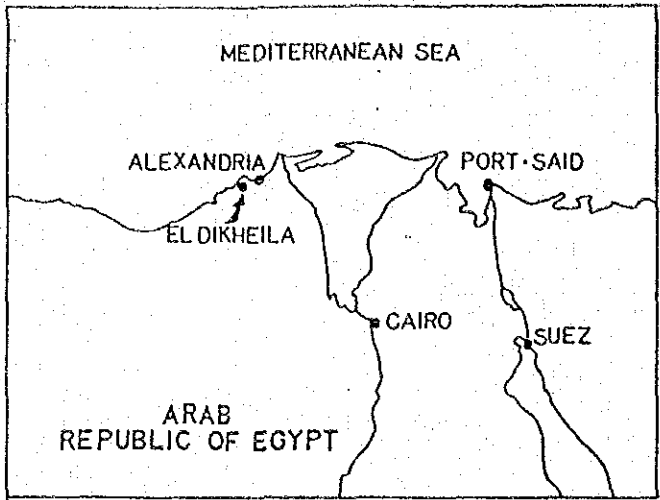 MEDITERRANEAN SEA
ALEXANDRIA
PORT·SAID
EL DIKHEILA
CAIRO
SUEZ
ARAB
REPUBLIC OF EGYPT